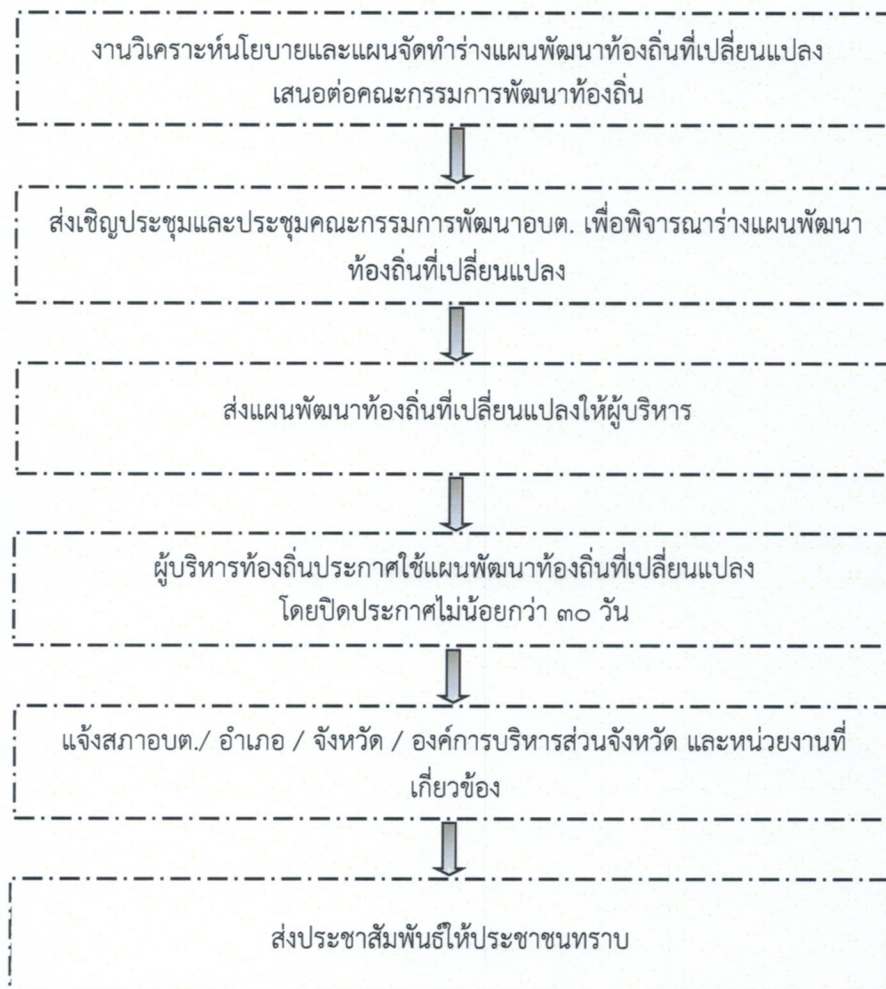 งานวิเคราะห์นโยบายและแผนจัดทำร่างแผนพัฒนาท้องถิ่นที่เปลี่ยนแปลง
เสนอต่อคณะกรรมการพัฒนาท้องถิ่น
ส่งเชิญประชุมและประชุมคณะกรรมการพัฒนาอบต. เพื่อพิจารณาร่างแผนพัฒนา
ท้องถิ่นที่เปลี่ยนแปลง
ส่งแผนพัฒนาท้องถิ่นที่เปลี่ยนแปลงให้ผู้บริหาร
ผู้บริหารท้องถิ่นประกาศใช้แผนพัฒนาท้องถิ่นที่เปลี่ยนแปลง
โดยปิดประกาศไม่น้อยกว่า ๓๐ วัน
แจ้งสภาอบต./ อำเภอ / จังหวัด / องค์การบริหารส่วนจังหวัด และหน่วยงานที่
เกี่ยวข้อง
ส่งประชาสัมพันธ์ให้ประชาชนทราบ